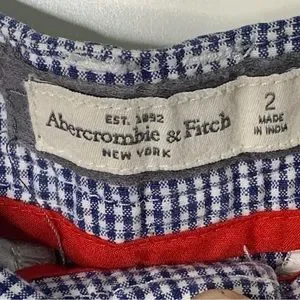 EST. 1892
Abercrombie & Fitch
NEW YORK
2
MADE
IN INDIA